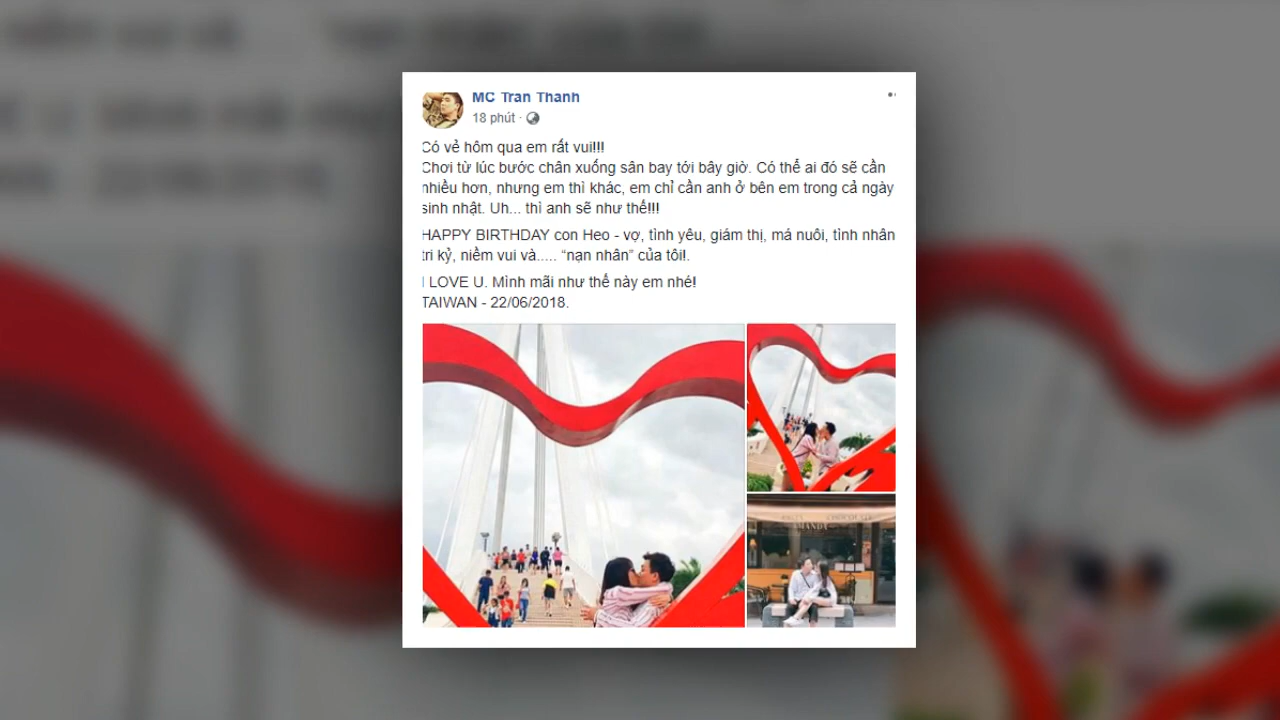 MC Tran Thanh
18 phút ·
Có vẻ hôm qua em rất vui!!!
Chơi từ lúc bước chân xuống sân bay tới bây giờ. Có thể ai đó sẽ cần
nhiều hơn, nhưng em thì khác, em chỉ cần anh ở bên em trong cả ngày
sinh nhật. Uh... thì anh sẽ như thế!!!
HAPPY BIRTHDAY con Heo - vợ, tình yêu, giám thị, má nuôi, tình nhân
tri kỷ, niềm vui và..... “nạn nhân” của tôi!.
I LOVE U. Mình mãi như thế này em nhé!
TAIWAN - 22/06/2018.
AMANDA